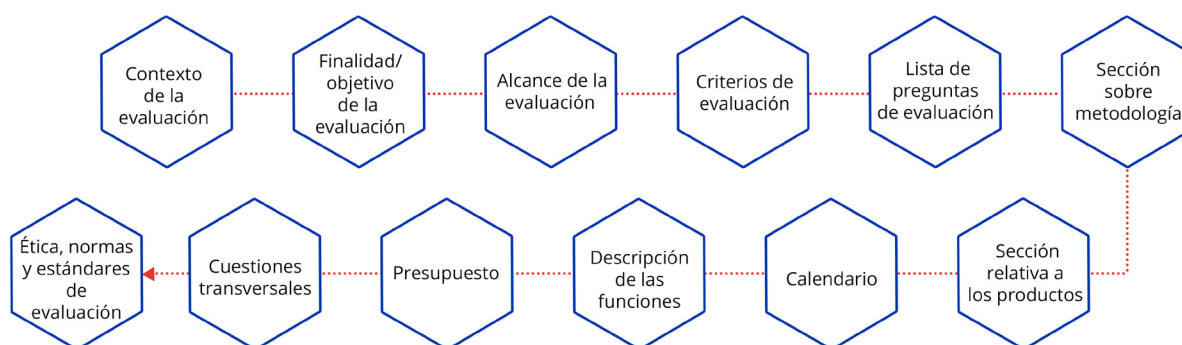 Contexto
de la
evaluación
Finalidad/
objetivo
de la
evaluación
Alcance de la
evaluación
Criterios de
evaluación
Lista de
preguntas
de evaluación
Sección
sobre
metodología
Sección
relativa a
los productos
Calendario
Descripción
de las
funciones
Presupuesto
Cuestiones
transversales
Ética, normas
y estándares
de
evaluación